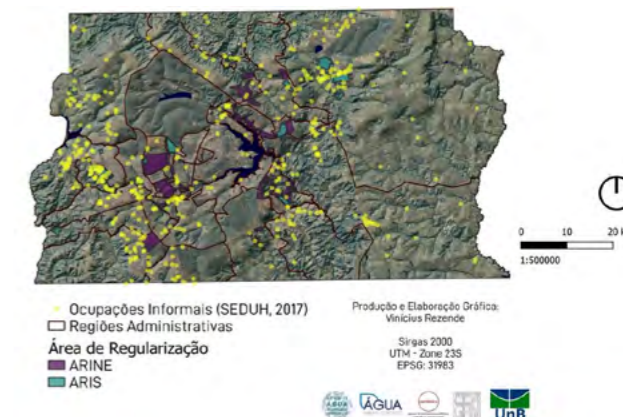 0 10 20 k
1:500000
Ocupações Informais (SEDUH, 2017)
Regiões Administrativas
Área de Regularização
ARINE
ARIS
Produção e Elaboração Gráfica:
Vinícius Rezende
Sirgas 2000
UTM - Zone 23S
EPSG: 31983
ÁGUA
UnB